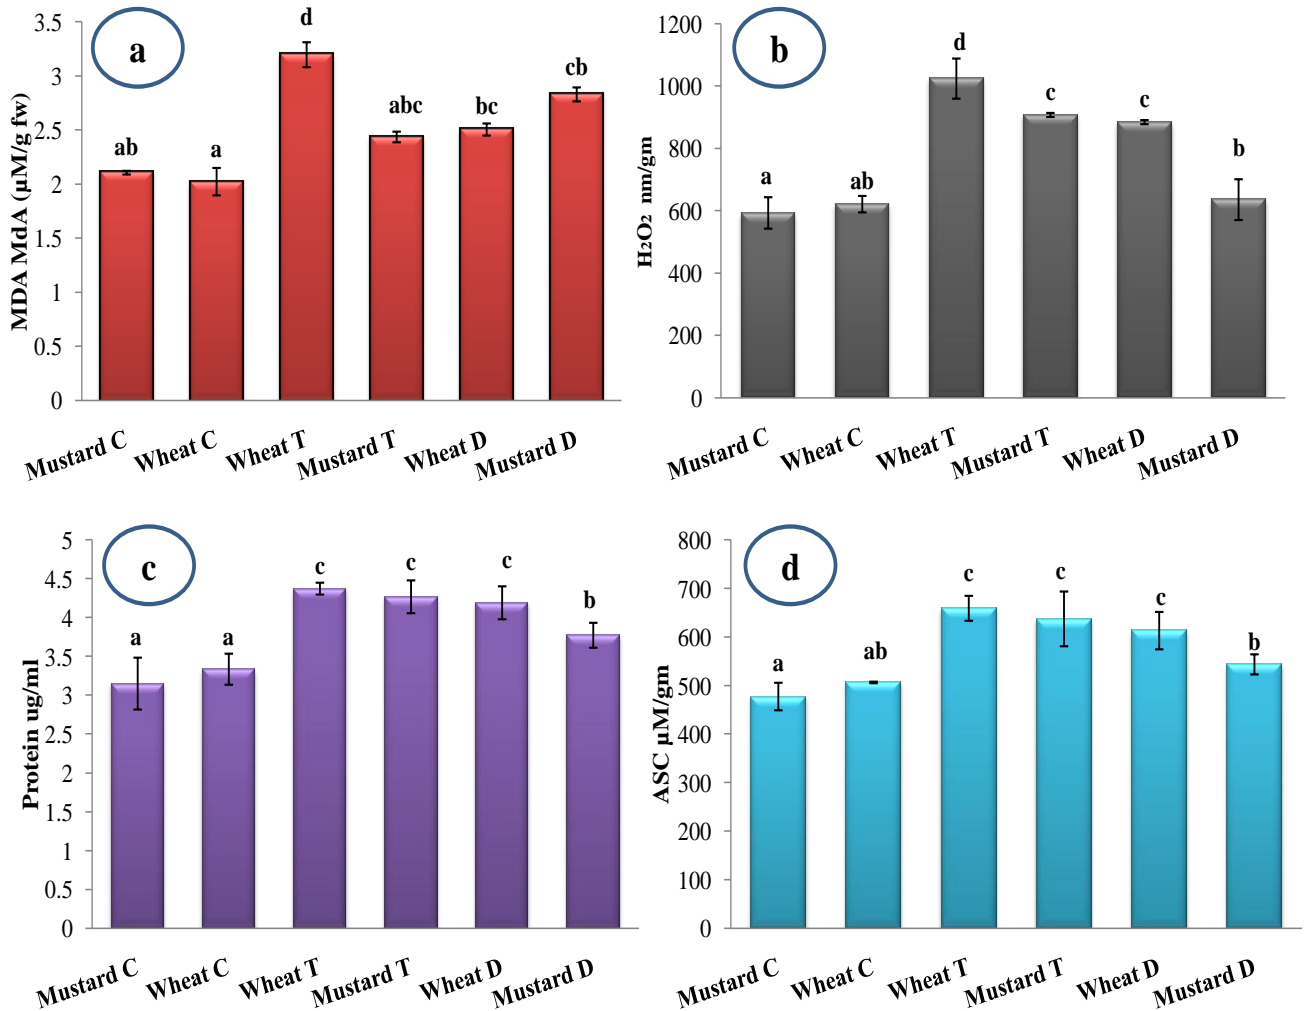 a
MDA MdA (µM/g fw)
3.5
3
2.5
2
1.5
1
0.5
0
ab
a
d
abc
bc
cb
Mustard C
Wheat C
Wheat T
Mustard T
Wheat D
Mustard D
b
H₂O₂ nm/gm
1200
1000
800
600
400
200
0
a
ab
d
c
c
b
Mustard C
Wheat C
Wheat T
Mustard T
Wheat D
Mustard D
c
Protein ug/ml
5
4.5
4
3.5
3
2.5
2
1.5
1
0.5
0
a
a
c
c
c
b
Mustard C
Wheat C
Wheat T
Mustard T
Wheat D
Mustard D
d
ASC µM/gm
800
700
600
500
400
300
200
100
0
a
ab
c
c
c
b
Mustard C
Wheat C
Wheat T
Mustard T
Wheat D
Mustard D